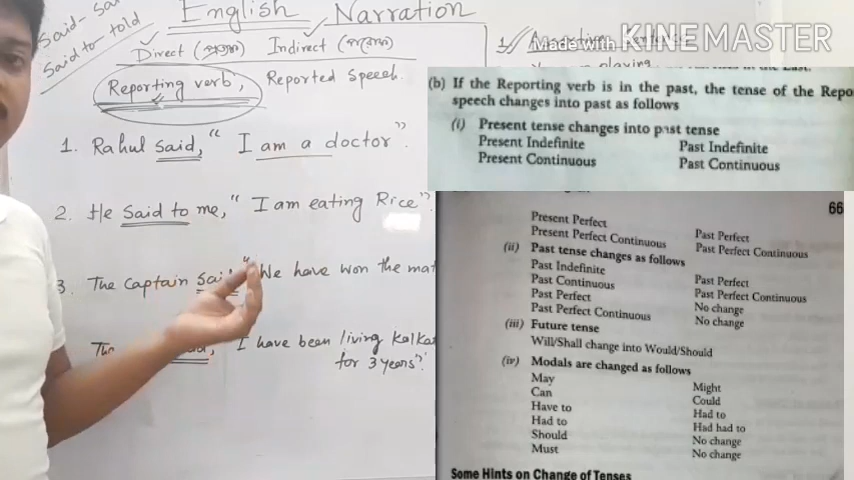 Said- Sa
Said to- told
English Narration
Direct (প্রত্যক্ষ) Indirect (পরোক্ষ)
Reporting verb, Reported Speech.
1. Rahul said, "I am a doctor".
2. He said to me, "I am eating Rice".
3. The Captain said "We have won the mat
I have been living Kolka
for 3 years"
1. Assertive
playing
Made with KINEMASTER
(b) If the Reporting verb is in the past, the tense of the Repo
speech changes into past as follows
(i) Present tense changes into past tense
Present Indefinite Past Indefinite
Present Continuous Past Continuous
66
Present Perfect Past Perfect
Present Perfect Continuous Past Perfect Continuous
(ii) Past tense changes as follows
Past Indefinite Past Perfect
Past Continuous Past Perfect Continuous
Past Perfect No change
Past Perfect Continuous No change
(iii) Future tense
Will/Shall change into Would/Should
(iv) Modals are changed as follows
May Might
Can Could
Have to Had to
Had to Had had to
Should No change
Must No change
Some Hints on Change of Tenses